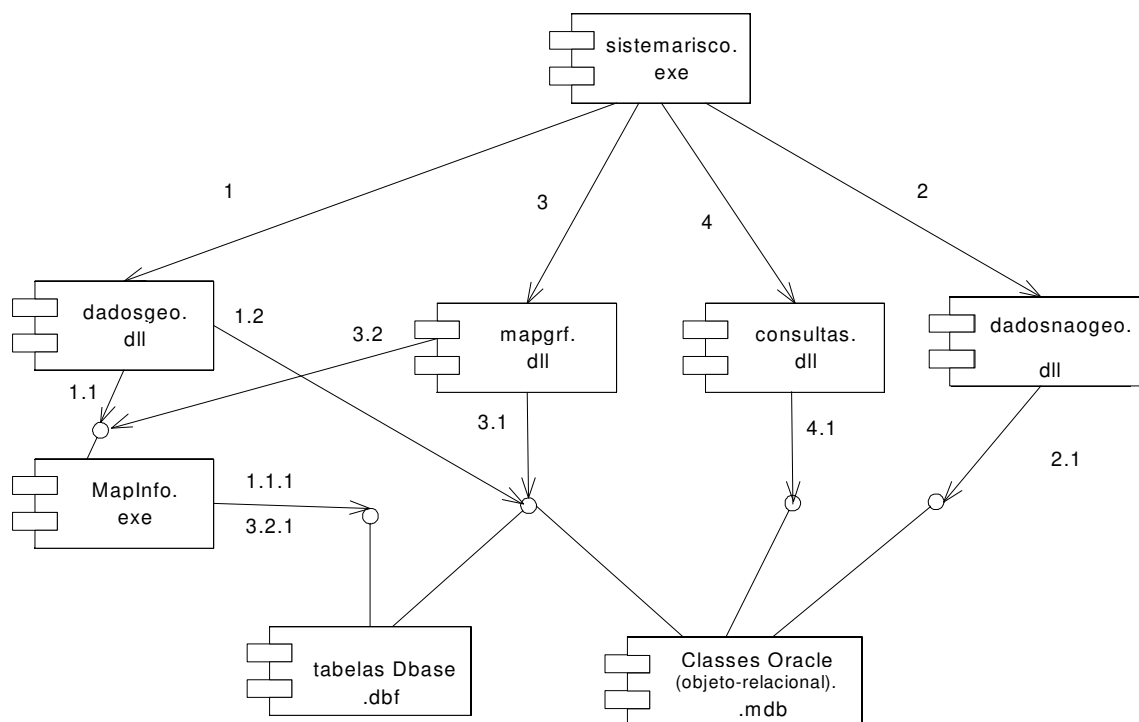 sistemarisco.
exe
1
3
4
2
dadosgeo.
dll
1.2
3.2
mapgrf.
dll
consultas.
dll
dadosnaogeo.
dll
1.1
3.1
4.1
2.1
MapInfo.
exe
1.1.1
3.2.1
tabelas Dbase
.dbf
Classes Oracle
(objeto-relacional).
.mdb